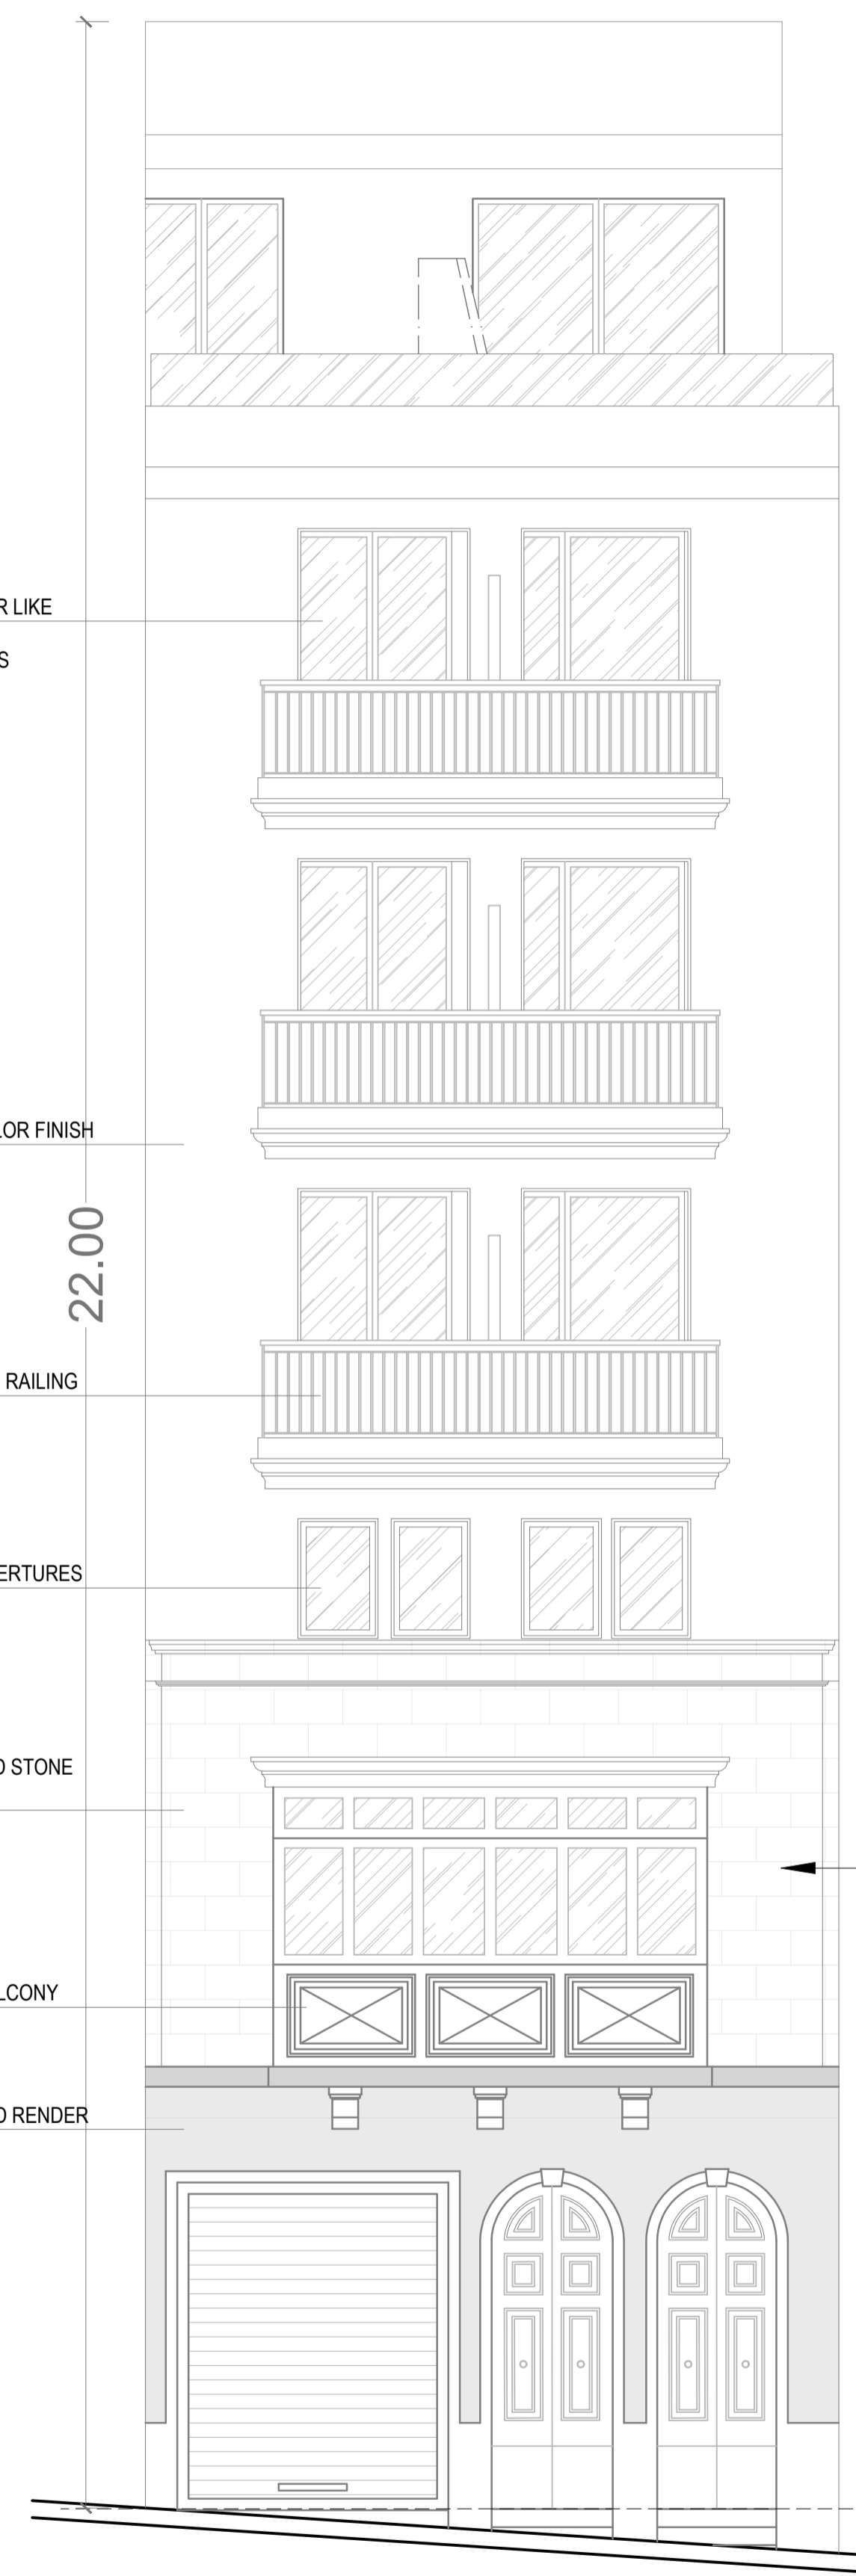 R LIKE
S
LOR FINISH
22.00
RAILING
ERTURES
D STONE
LCONY
D RENDER